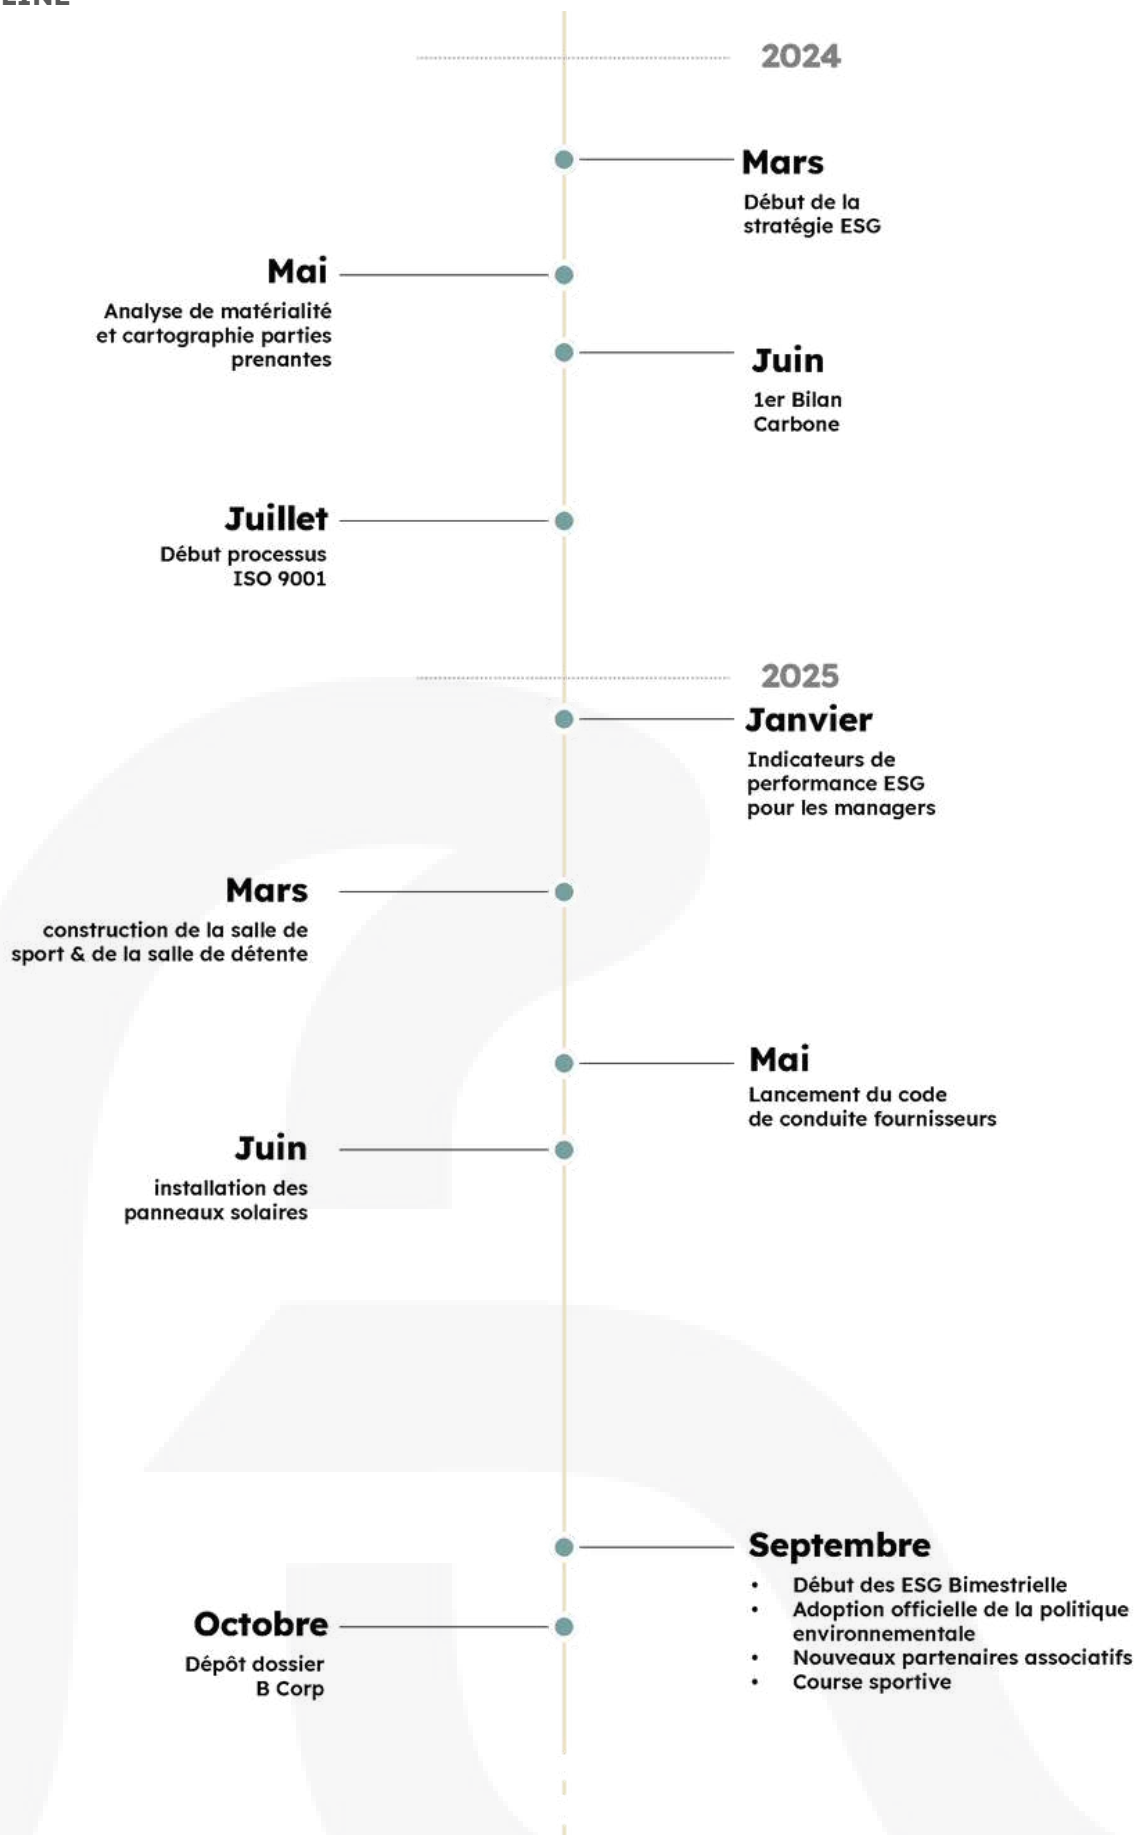 2024
Mars
Début de la
stratégie ESG
Mai
Analyse de matérialité
et cartographie parties
prenantes
Juin
1er Bilan
Carbone
Juillet
Début processus
ISO 9001
2025
Janvier
Indicateurs de
performance ESG
pour les managers
Mars
construction de la salle de
sport & de la salle de détente
Mai
Lancement du code
de conduite fournisseurs
Juin
installation des
panneaux solaires
Septembre
• Début des ESG Bimestrielle
• Adoption officielle de la politique
environnementale
• Nouveaux partenaires associatifs
• Course sportive
Octobre
Dépôt dossier
B Corp